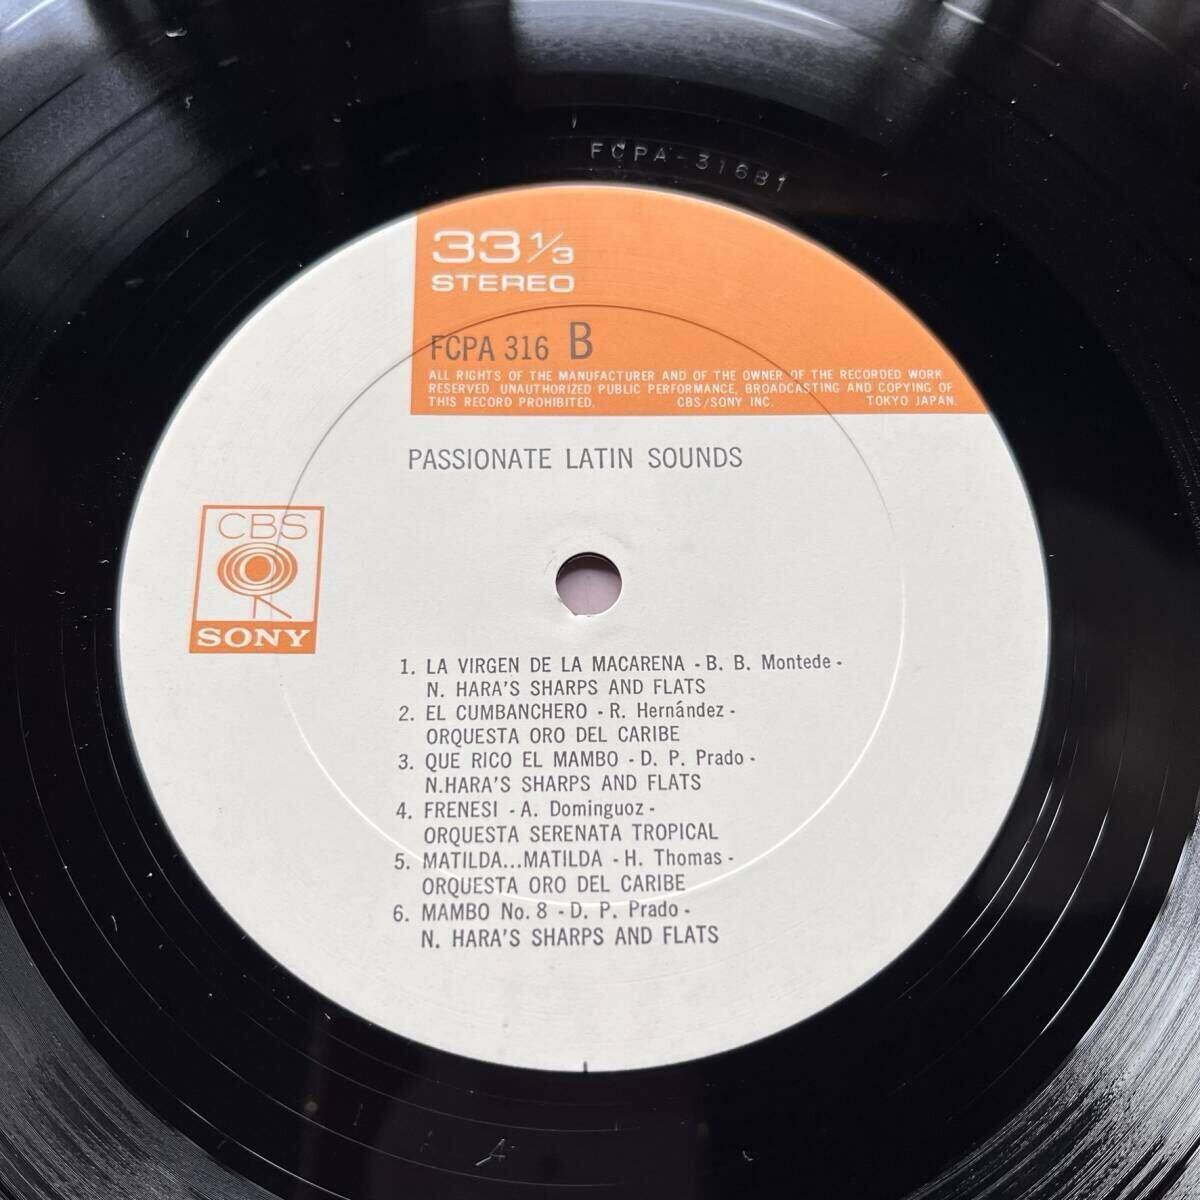 FCPA-316B1
33 1/3
STEREO
FCPA 316 B
ALL RIGHTS OF THE MANUFACTURER AND OF THE OWNER OF THE RECORDED WORK
RESERVED. UNAUTHORIZED PUBLIC PERFORMANCE, BROADCASTING AND COPYING OF
THIS RECORD PROHIBITED. CBS/SONY INC. TOKYO JAPAN.
PASSIONATE LATIN SOUNDS
CBS
SONY
1. LA VIRGEN DE LA MACARENA - B. B. Montede -
N. HARA'S SHARPS AND FLATS
2. EL CUMBANCHERO - R. Hernández -
ORQUESTA ORO DEL CARIBE
3. QUE RICO EL MAMBO - D. P. Prado -
N.HARA'S SHARPS AND FLATS
4. FRENESI - A. Dominguoz -
ORQUESTA SERENATA TROPICAL
5. MATILDA...MATILDA - H. Thomas -
ORQUESTA ORO DEL CARIBE
6. MAMBO No. 8 - D. P. Prado -
N. HARA'S SHARPS AND FLATS